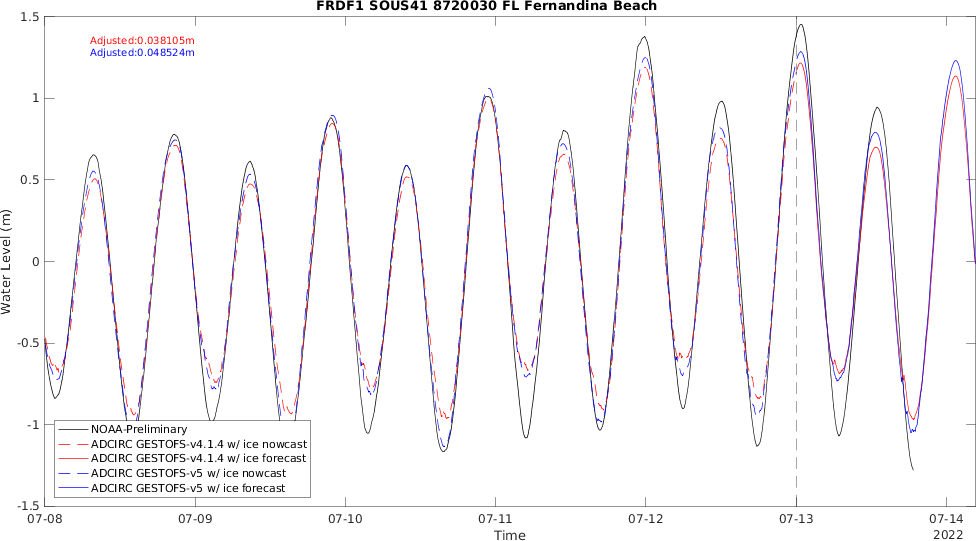 FRDF1 SOUS41 8720030 FL Fernandina Beach
Adjusted:0.038105m
Adjusted:0.048524m
1.5
1
0.5
0
-0.5
-1
-1.5
Water Level (m)
NOAA-Preliminary
ADCIRC GESTOFS-v4.1.4 w/ ice nowcast
ADCIRC GESTOFS-v4.1.4 w/ ice forecast
ADCIRC GESTOFS-v5 w/ ice nowcast
ADCIRC GESTOFS-v5 w/ ice forecast
07-08 07-09 07-10 07-11 07-12 07-13 07-14
Time
2022